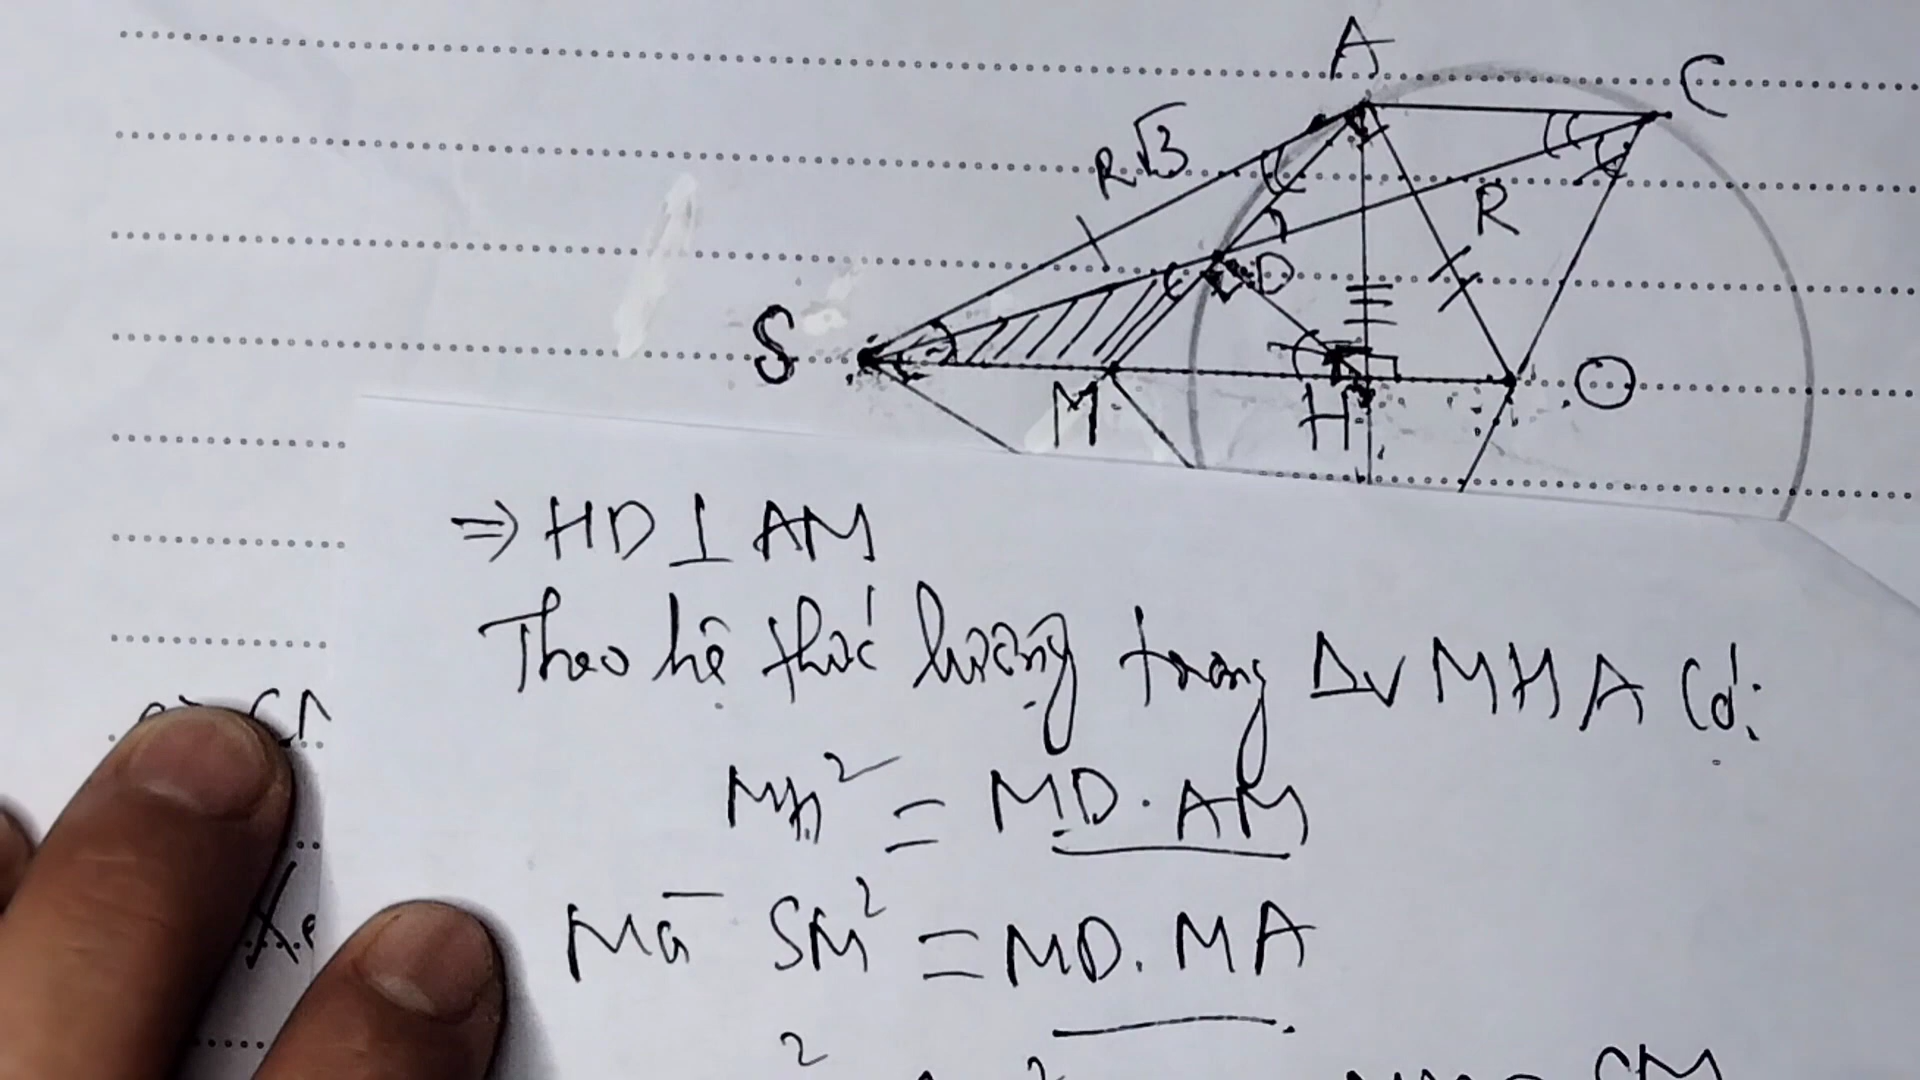 A
C
R√3
R
D
S
M
H
O
=> HD ⊥ AM
Theo hệ thức lượng trong Δv MHA có:
MH² = MD. AM
Mà SM² = MD. MA